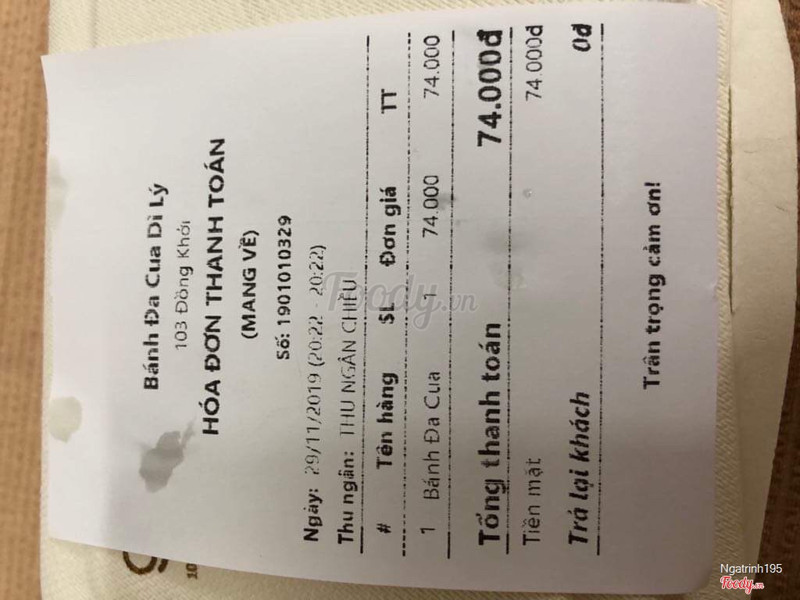 Bánh Đa Cua Dì Lý
103 Đồng Khởi
HÓA ĐƠN THANH TOÁN
(MANG VỀ)
Số: 1901010329
Ngày: 29/11/2019 (20:22 - 20:22)
Thu ngân: THU NGÂN CHIỀU
# Tên hàng SL Đơn giá TT
1 Bánh Đa Cua 1 74.000 74.000
Tổng thanh toán 74.000đ
Tiền mặt 74.000đ
Trả lại khách 0đ
Trân trọng cảm ơn!
Foody.vn
Ngatrinh195
Foody.vn